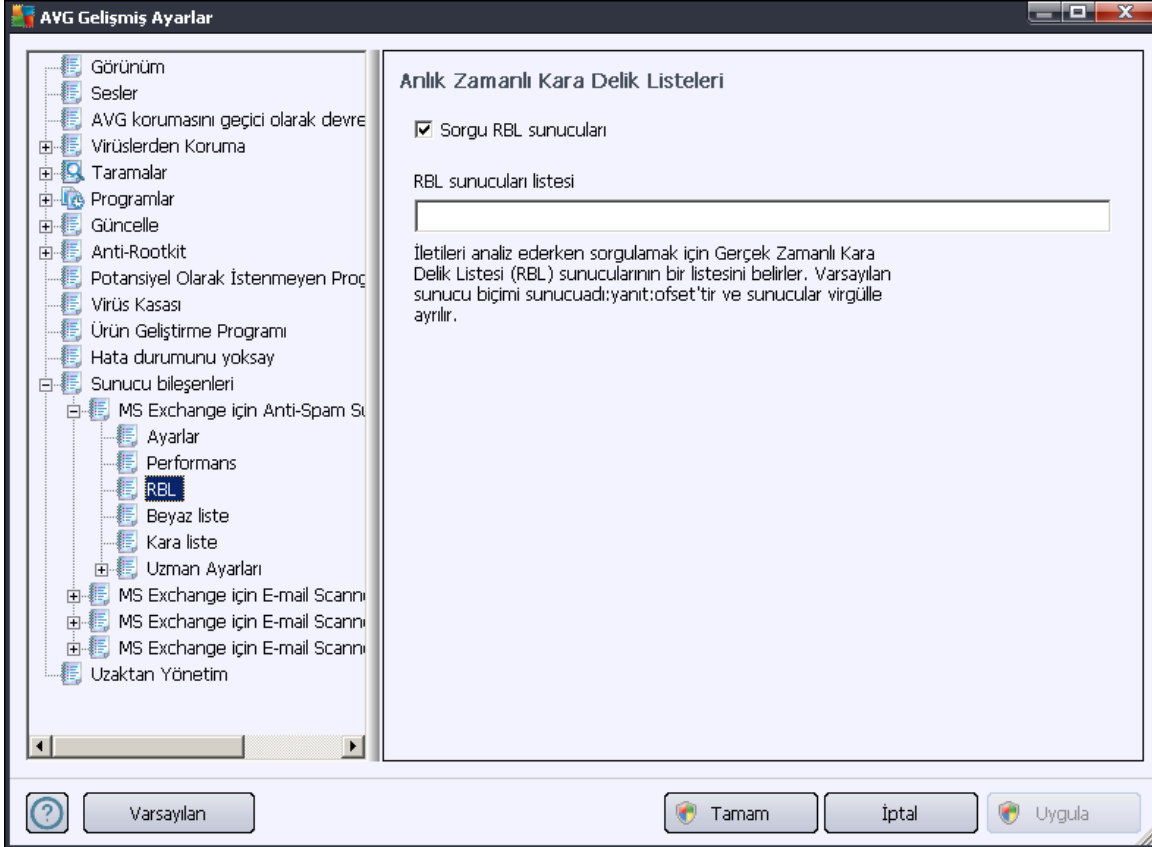 AVG Gelişmiş Ayarlar
Görünüm
Sesler
AVG korumasını geçici olarak devre
Virüslerden Koruma
Taramalar
Programlar
Güncelle
Anti-Rootkit
Potansiyel Olarak İstenmeyen Prog
Virüs Kasası
Ürün Geliştirme Programı
Hata durumunu yoksay
Sunucu bileşenleri
MS Exchange için Anti-Spam Su
Ayarlar
Performans
RBL
Beyaz liste
Kara liste
Uzman Ayarları
MS Exchange için E-mail Scann
MS Exchange için E-mail Scann
MS Exchange için E-mail Scann
Uzaktan Yönetim
Anlık Zamanlı Kara Delik Listeleri
Sorgu RBL sunucuları
RBL sunucuları listesi
İletileri analiz ederken sorgulamak için Gerçek Zamanlı Kara
Delik Listesi (RBL) sunucularının bir listesini belirler. Varsayılan
sunucu biçimi sunucuadı:yanıt:ofset'tir ve sunucular virgülle
ayrılır.
Varsayılan
Tamam
İptal
Uygula